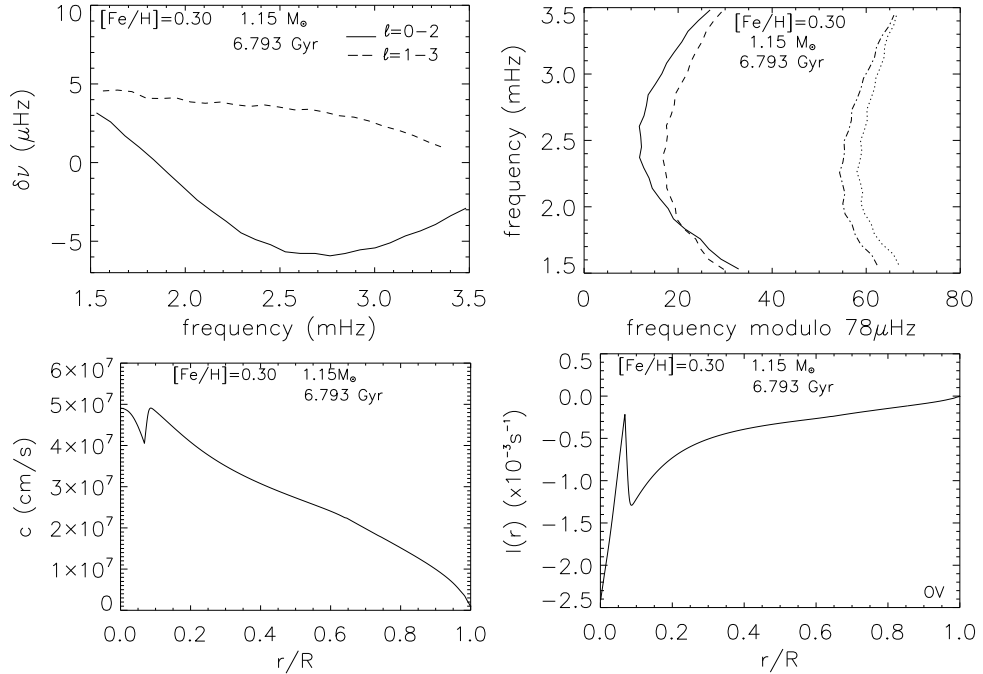 [Fe/H]=0.30 1.15 M⊙
6.793 Gyr
ℓ=0-2
ℓ=1-3
10
5
0
−5
δν (μHz)
1.5 2.0 2.5 3.0 3.5
frequency (mHz)
[Fe/H]=0.30
1.15 M⊙
6.793 Gyr
3.5
3.0
2.5
2.0
1.5
frequency (mHz)
0 20 40 60 80
frequency modulo 78μHz
[Fe/H]=0.30 1.15M⊙
6.793 Gyr
6×10⁷
5×10⁷
4×10⁷
3×10⁷
2×10⁷
1×10⁷
0
c (cm/s)
0.0 0.2 0.4 0.6 0.8 1.0
r/R
[Fe/H]=0.30 1.15 M⊙
6.793 Gyr
0.5
0.0
−0.5
−1.0
−1.5
−2.0
−2.5
I(r) (x10⁻³s⁻¹)
OV
0.0 0.2 0.4 0.6 0.8 1.0
r/R